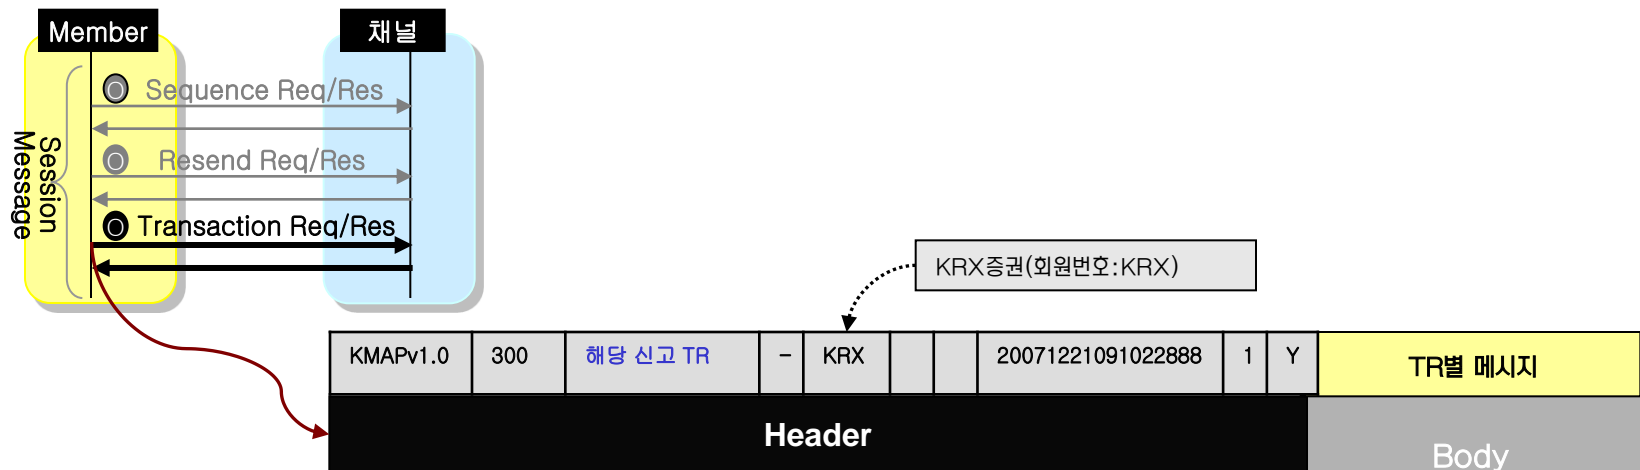 Member
채널
O Sequence Req/Res
O Resend Req/Res
O Transaction Req/Res
Session
Messsage
KRX증권(회원번호:KRX)
KMAPv1.0 300 해당 신고 TR - KRX 20071221091022888 1 Y TR별 메시지
Header
Body